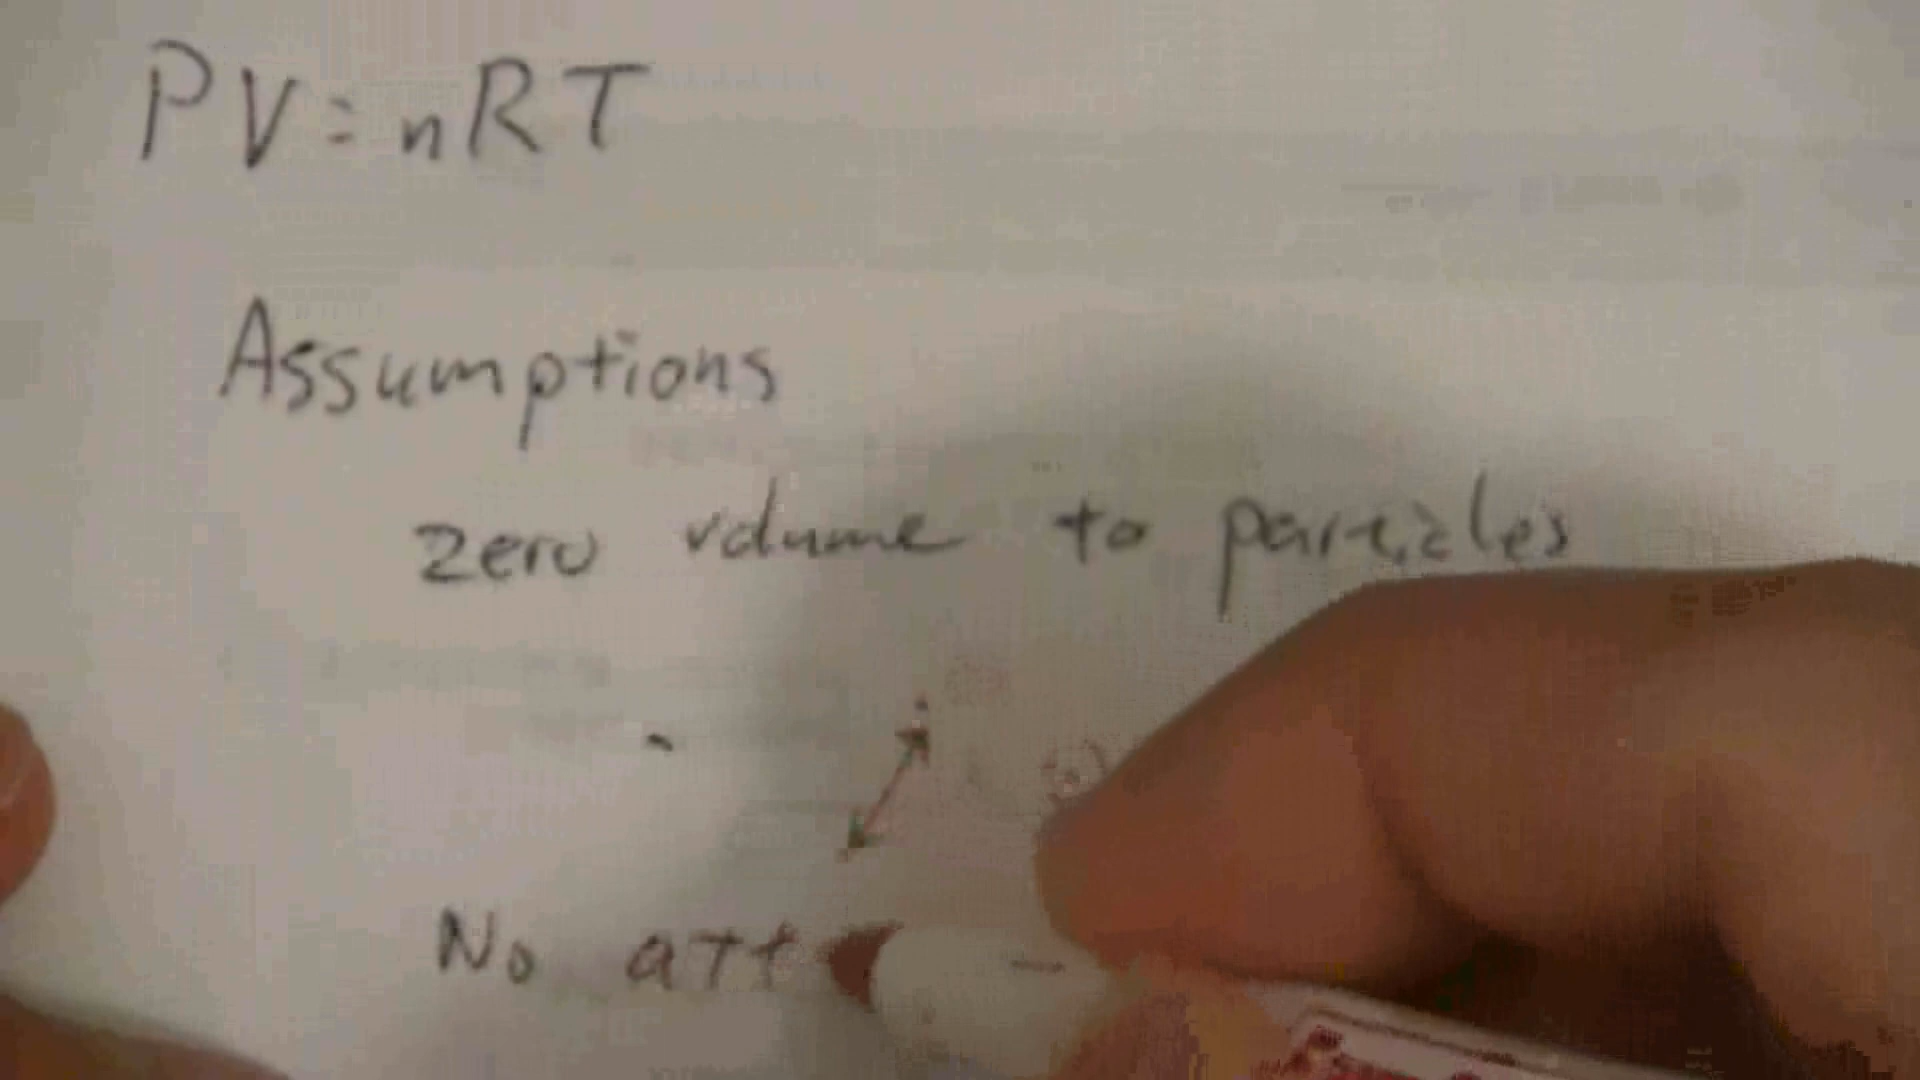 PV = nRT
Assumptions
zero volume to particles
No att